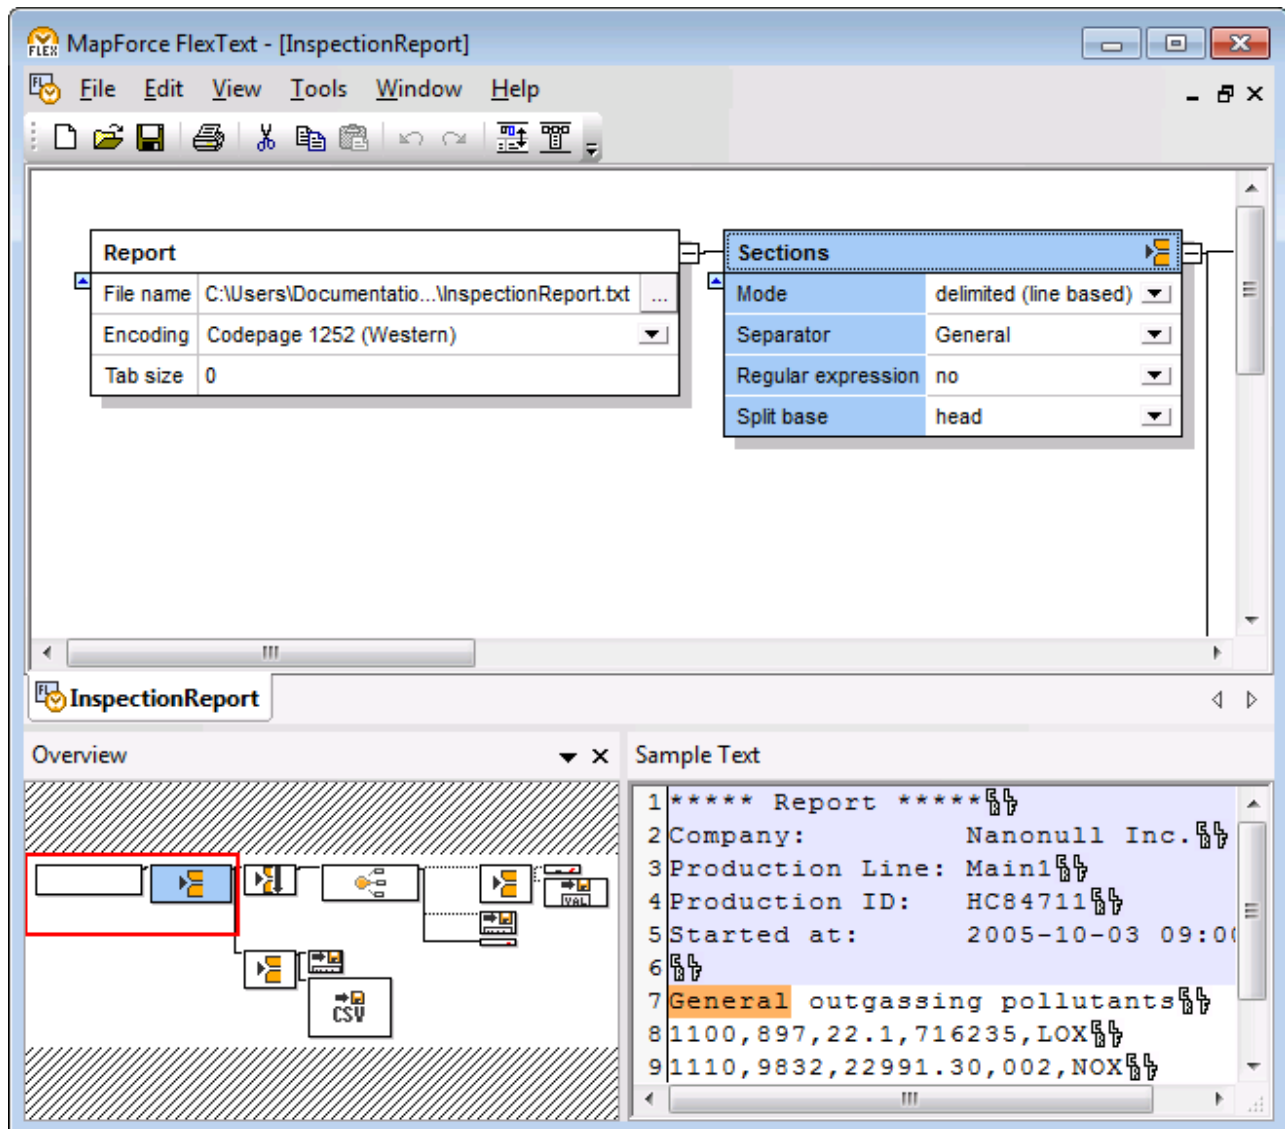 MapForce FlexText - [InspectionReport]
File Edit View Tools Window Help
Report
File name C:\Users\Documentatio...\InspectionReport.txt ...
Encoding Codepage 1252 (Western)
Tab size 0
Sections
Mode delimited (line based)
Separator General
Regular expression no
Split base head
InspectionReport
Overview
VAL
CSV
Sample Text
1 ***** Report *****
2 Company: Nanonull Inc.
3 Production Line: Main1
4 Production ID: HC84711
5 Started at: 2005-10-03 09:00
6
7 General outgassing pollutants
8 1100,897,22.1,716235,LOX
9 1110,9832,22991.30,002,NOX